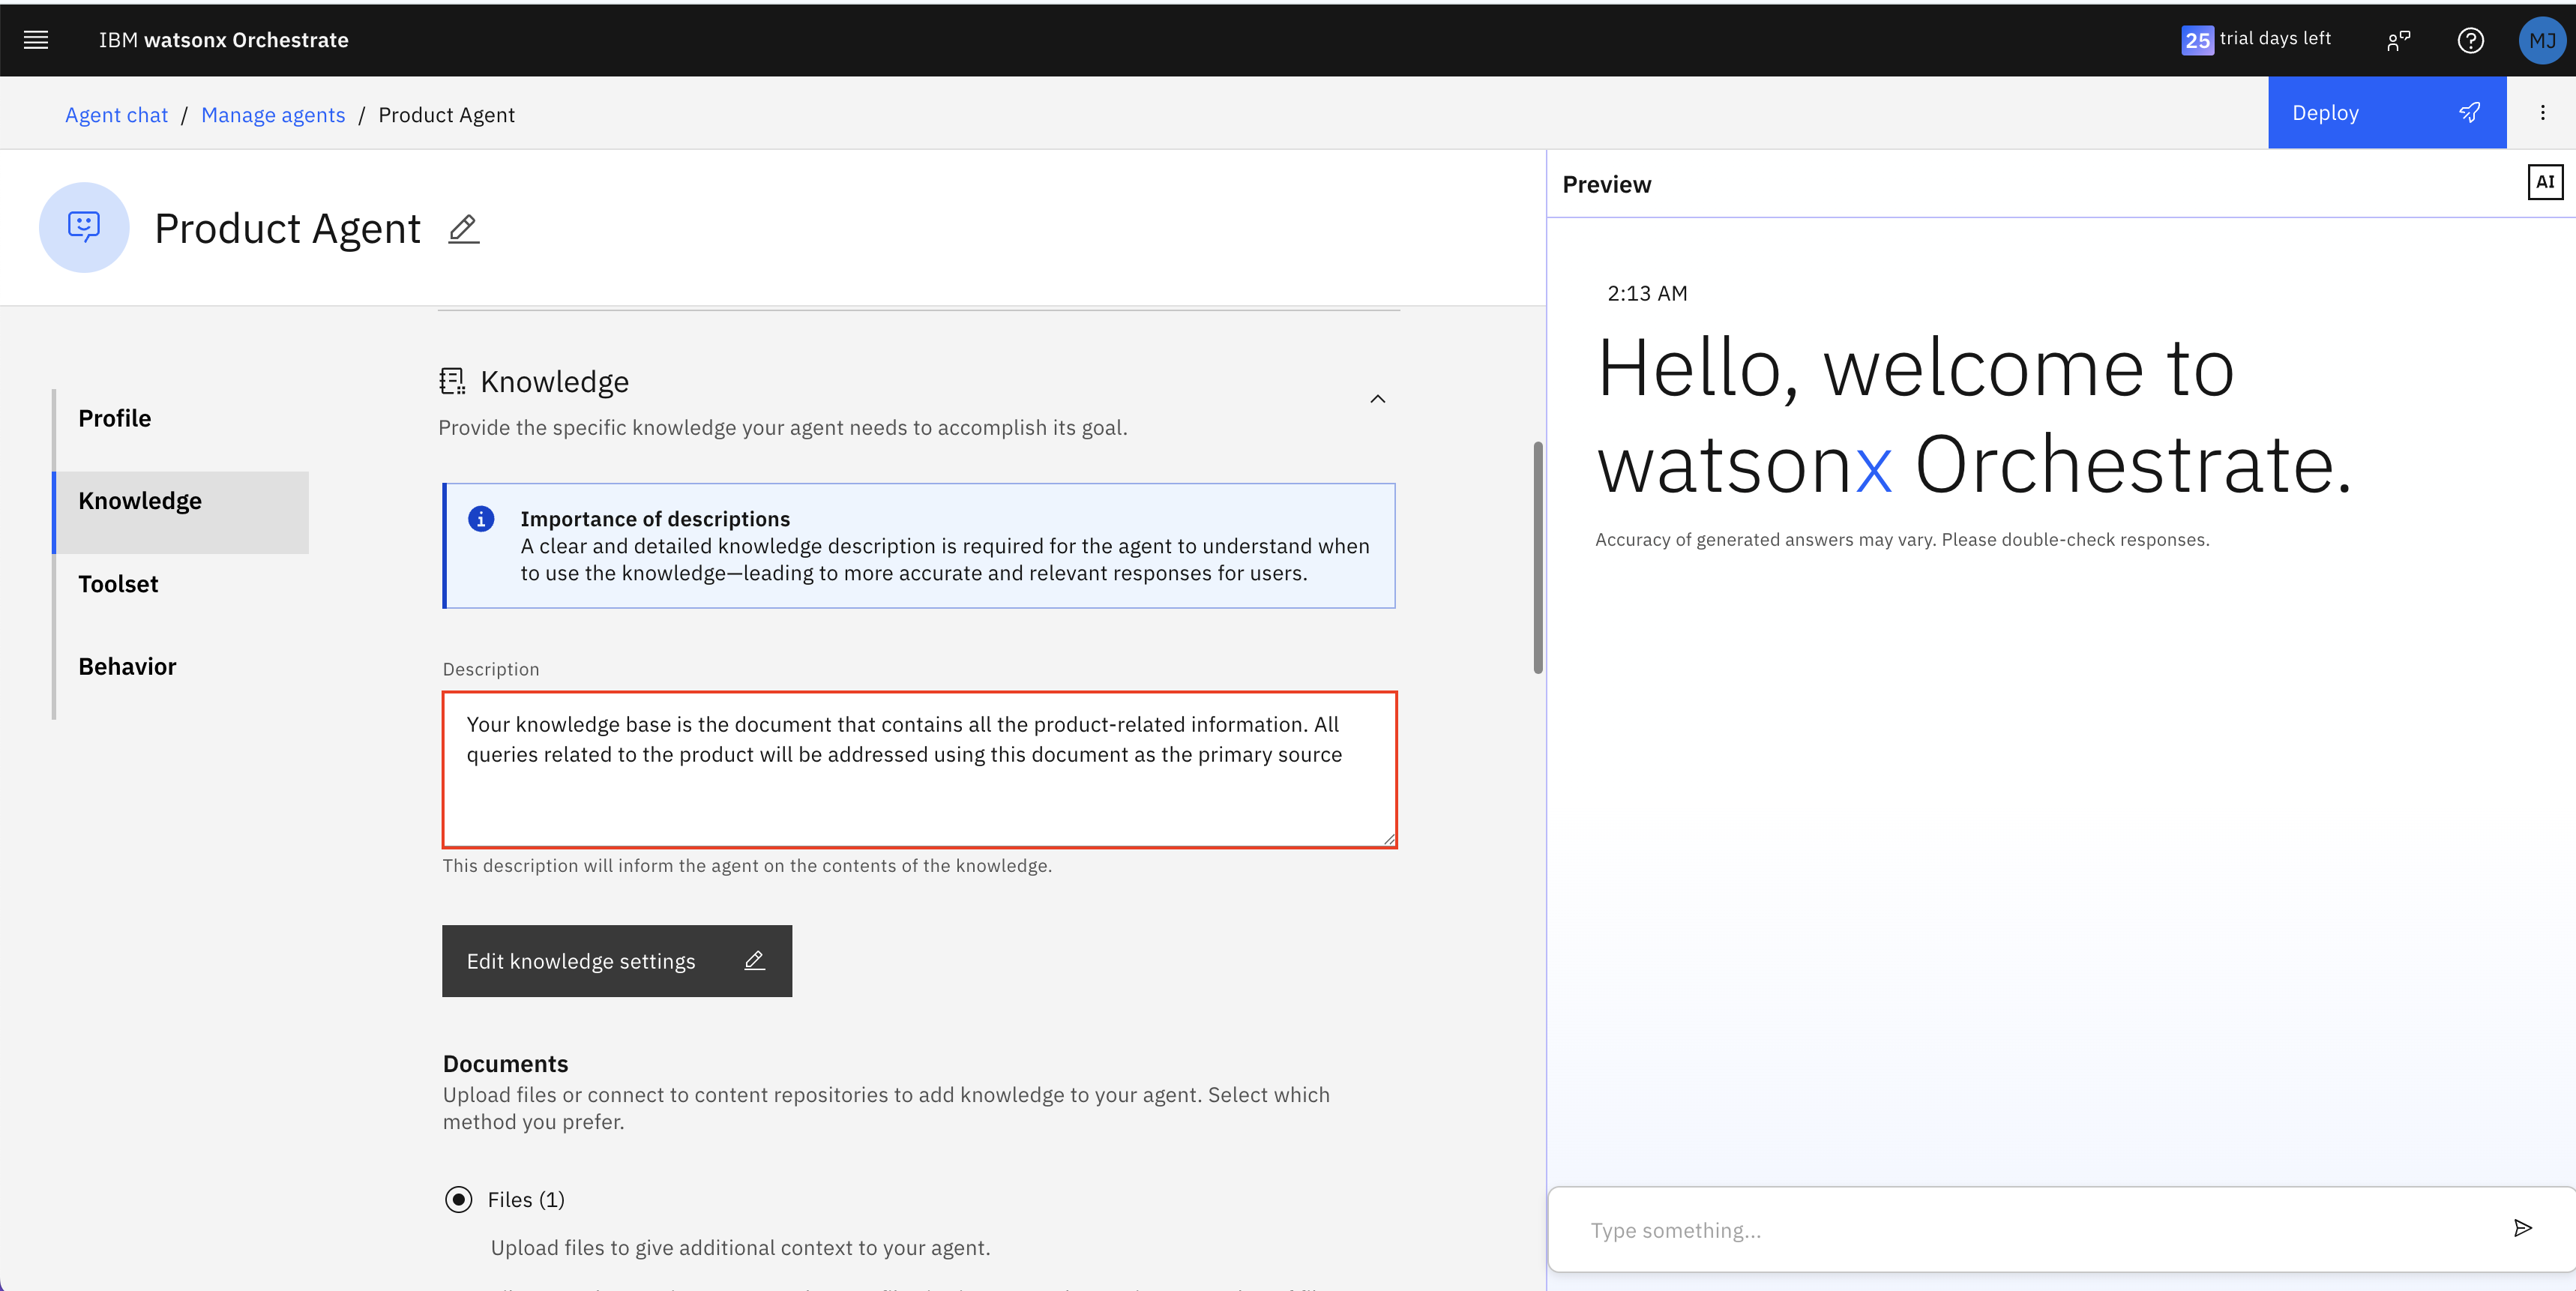 IBM watsonx Orchestrate
25 trial days left
MJ
Agent chat / Manage agents / Product Agent
Deploy
Product Agent
Preview
AI
Profile
Knowledge
Toolset
Behavior
Knowledge
Provide the specific knowledge your agent needs to accomplish its goal.
Importance of descriptions
A clear and detailed knowledge description is required for the agent to understand when
to use the knowledge—leading to more accurate and relevant responses for users.
Description
Your knowledge base is the document that contains all the product-related information. All
queries related to the product will be addressed using this document as the primary source
This description will inform the agent on the contents of the knowledge.
Edit knowledge settings
Documents
Upload files or connect to content repositories to add knowledge to your agent. Select which
method you prefer.
Files (1)
Upload files to give additional context to your agent.
2:13 AM
Hello, welcome to
watsonx Orchestrate.
Accuracy of generated answers may vary. Please double-check responses.
Type something...